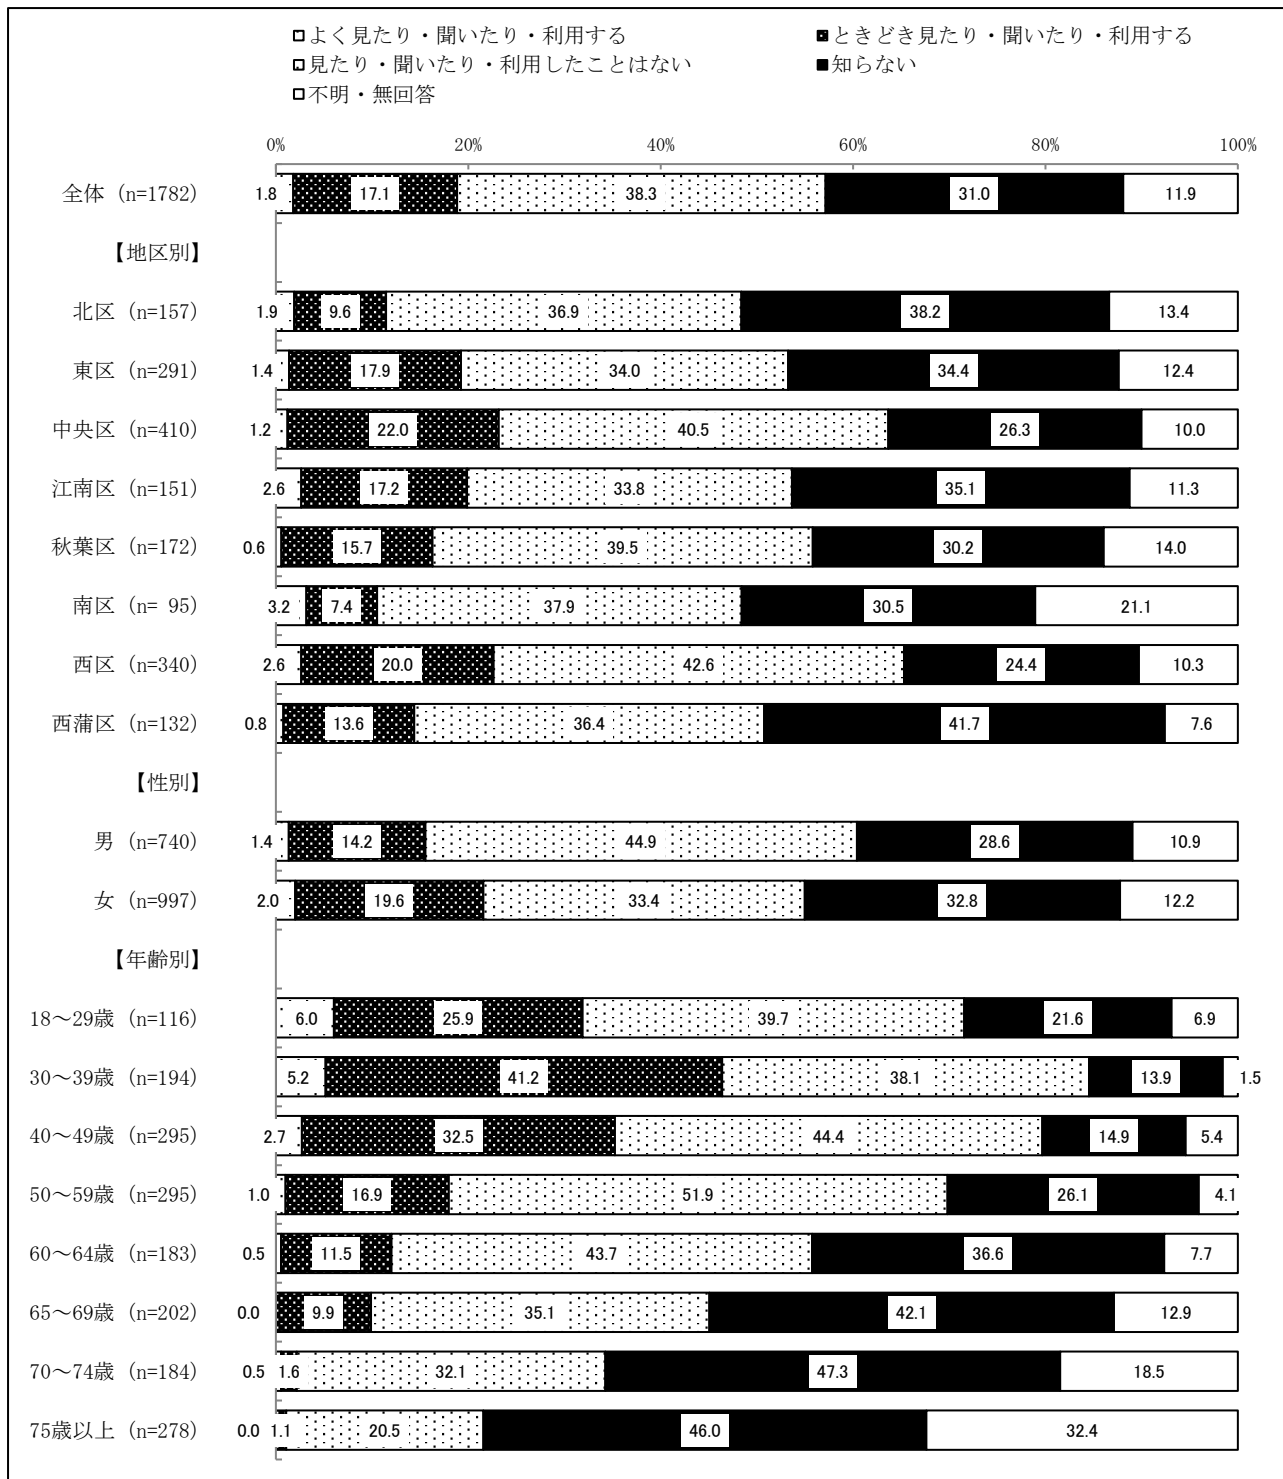 よく見たり・聞いたり・利用する ときどき見たり・聞いたり・利用する
見たり・聞いたり・利用したことはない 知らない
不明・無回答
0% 20% 40% 60% 80% 100%
全体 (n=1782) 1.8 17.1 38.3 31.0 11.9
【地区別】
北区 (n=157) 1.9 9.6 36.9 38.2 13.4
東区 (n=291) 1.4 17.9 34.0 34.4 12.4
中央区 (n=410) 1.2 22.0 40.5 26.3 10.0
江南区 (n=151) 2.6 17.2 33.8 35.1 11.3
秋葉区 (n=172) 0.6 15.7 39.5 30.2 14.0
南区 (n= 95) 3.2 7.4 37.9 30.5 21.1
西区 (n=340) 2.6 20.0 42.6 24.4 10.3
西蒲区 (n=132) 0.8 13.6 36.4 41.7 7.6
【性別】
男 (n=740) 1.4 14.2 44.9 28.6 10.9
女 (n=997) 2.0 19.6 33.4 32.8 12.2
【年齢別】
18～29歳 (n=116) 6.0 25.9 39.7 21.6 6.9
30～39歳 (n=194) 5.2 41.2 38.1 13.9 1.5
40～49歳 (n=295) 2.7 32.5 44.4 14.9 5.4
50～59歳 (n=295) 1.0 16.9 51.9 26.1 4.1
60～64歳 (n=183) 0.5 11.5 43.7 36.6 7.7
65～69歳 (n=202) 0.0 9.9 35.1 42.1 12.9
70～74歳 (n=184) 0.5 1.6 32.1 47.3 18.5
75歳以上 (n=278) 0.0 1.1 20.5 46.0 32.4